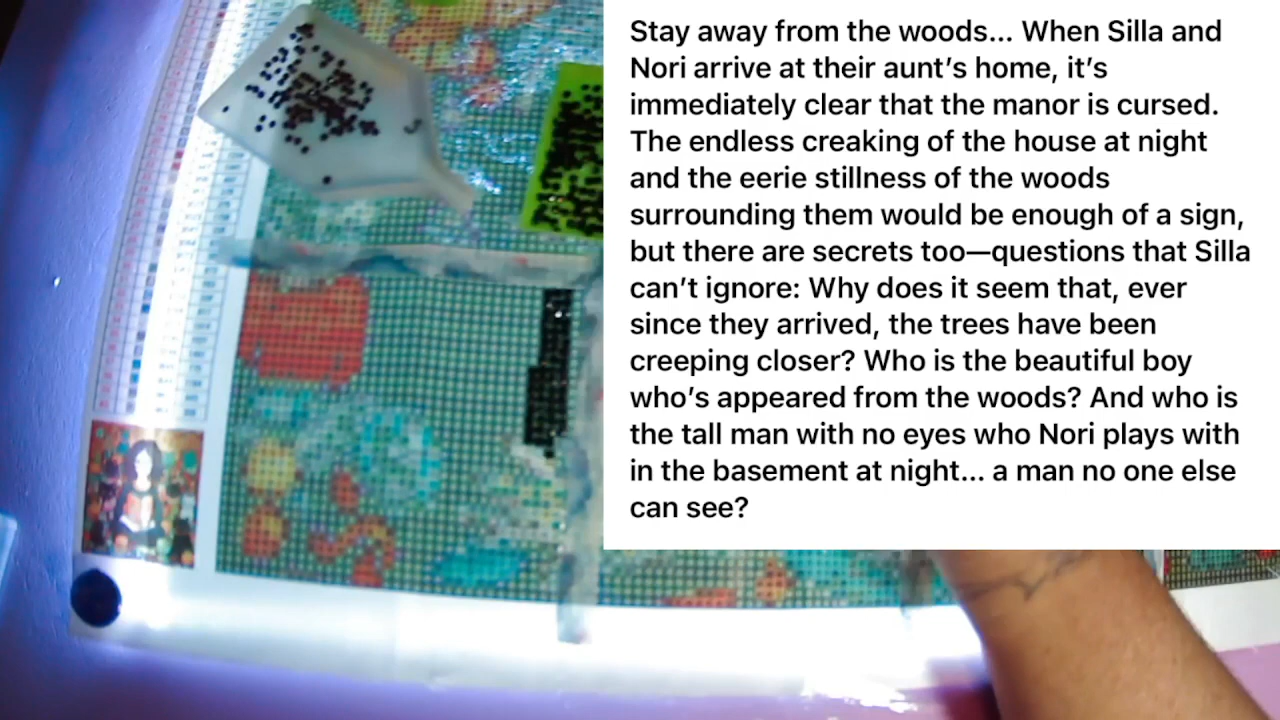 Stay away from the woods... When Silla and
Nori arrive at their aunt's home, it's
immediately clear that the manor is cursed.
The endless creaking of the house at night
and the eerie stillness of the woods
surrounding them would be enough of a sign,
but there are secrets too—questions that Silla
can't ignore: Why does it seem that, ever
since they arrived, the trees have been
creeping closer? Who is the beautiful boy
who's appeared from the woods? And who is
the tall man with no eyes who Nori plays with
in the basement at night... a man no one else
can see?